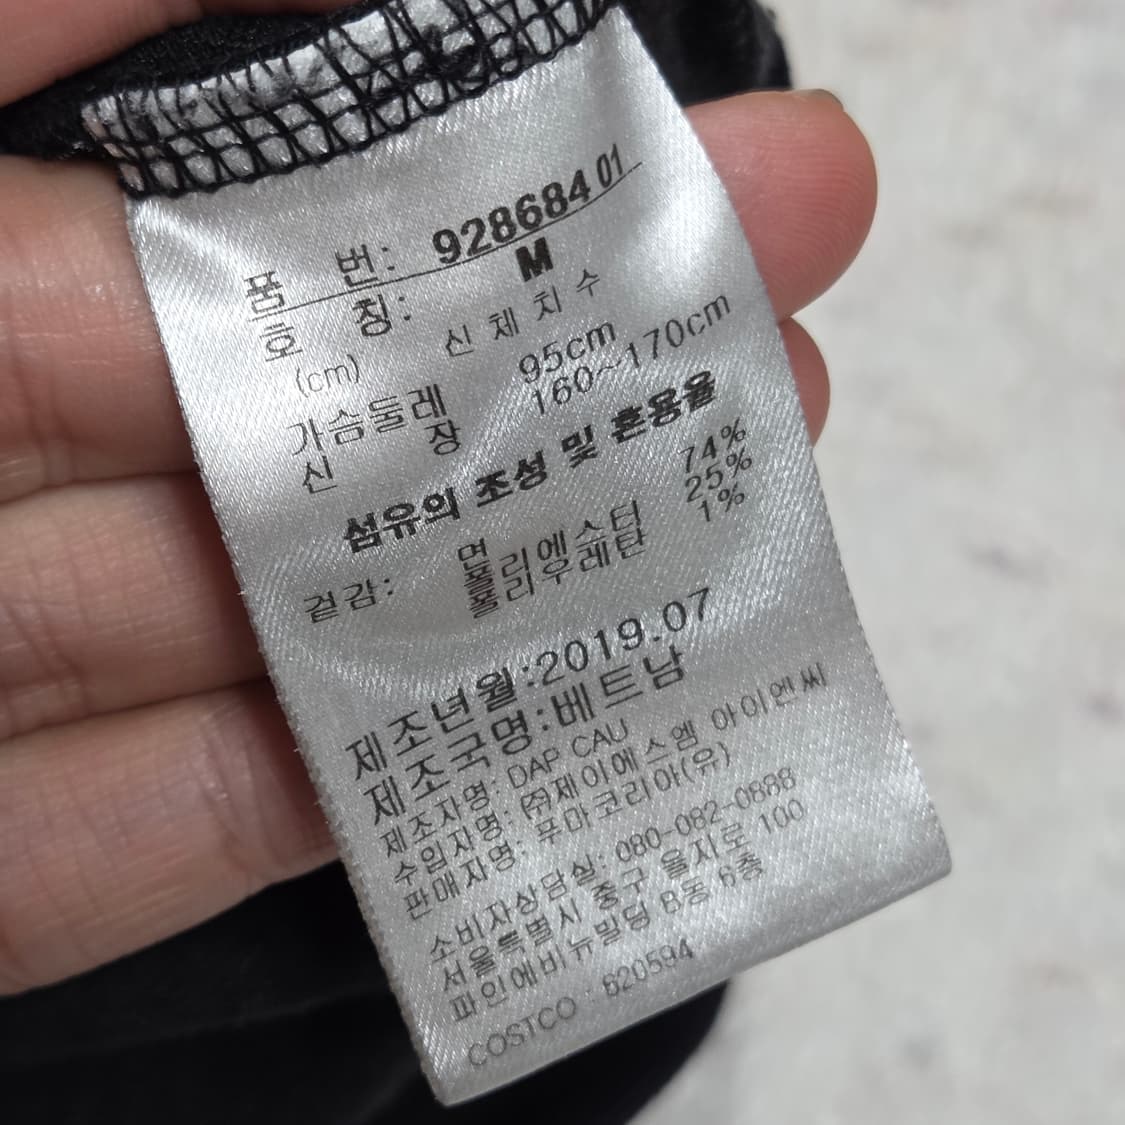 품 번: 928684 01
호 칭: M
(cm) 신 체 치 수
가슴둘레 95cm
신 장 160~170cm
섬유의 조성 및 혼용율
겉감: 면 74%
폴리에스터 25%
폴리우레탄 1%
제조년월:2019.07
제조국명:베트남
제조자명: DAP CAU
수입자명: ㈜제이에스엠 아이엔씨
판매자명: 푸마코리아(유)
소비자상담실: 080-082-0888
서울특별시 중구 을지로 100
파인에비뉴빌딩 B동 6층
COSTCO : 620594